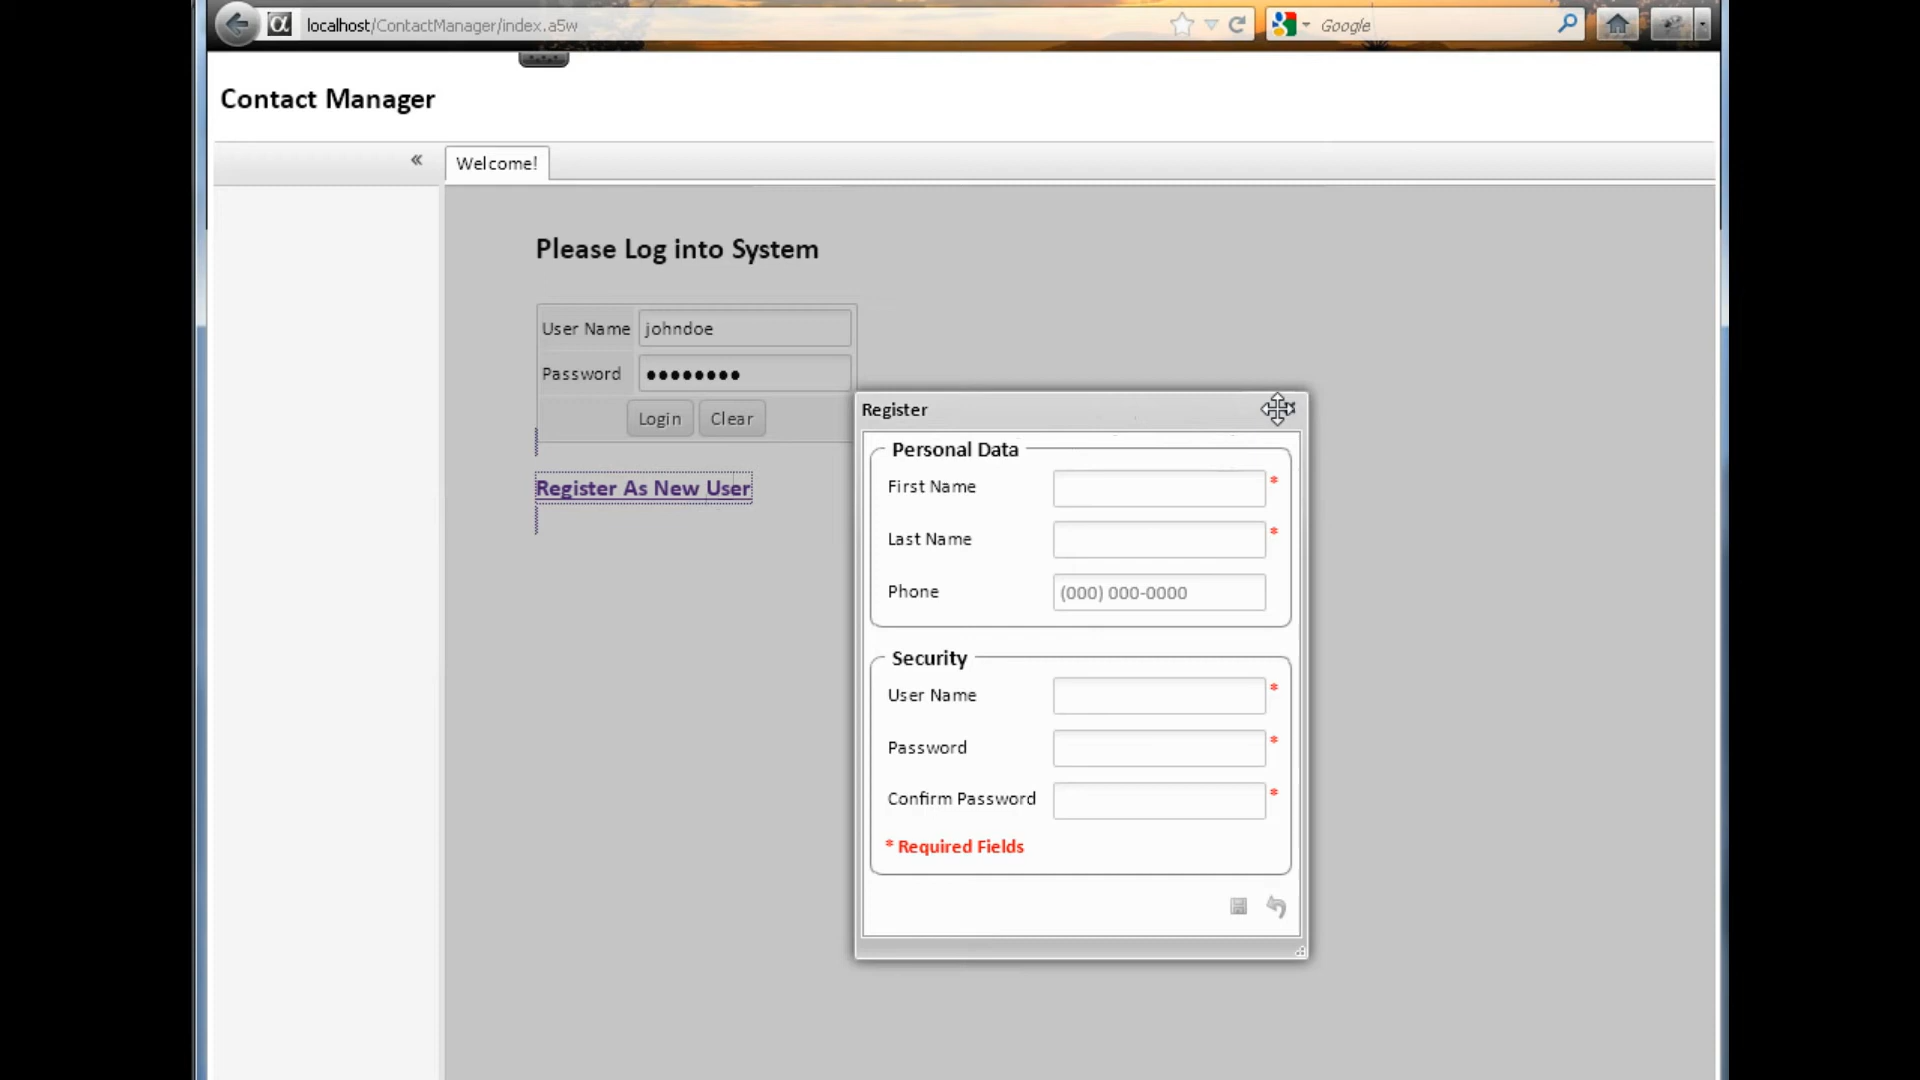 localhost/ContactManager/index.a5w
Google
Contact Manager
«
Welcome!
Please Log into System
User Name
johndoe
Password
●●●●●●●●
Login
Clear
Register As New User
Register
Personal Data
First Name
*
Last Name
*
Phone
(000) 000-0000
Security
User Name
*
Password
*
Confirm Password
*
* Required Fields